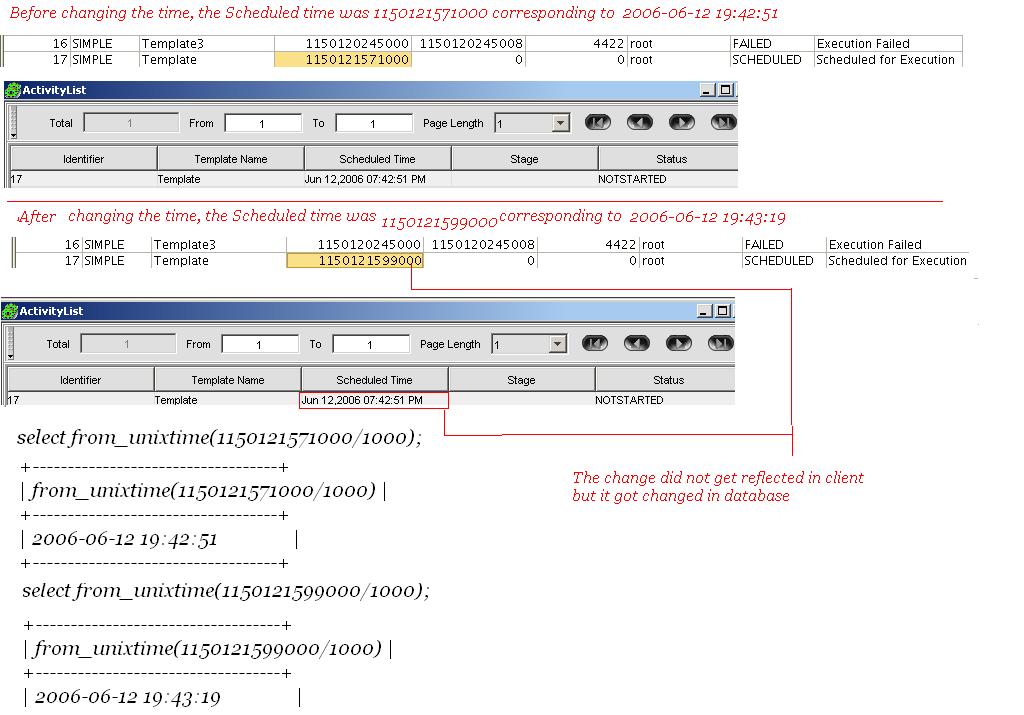 Before changing the time, the Scheduled time was 1150121571000 corresponding to 2006-06-12 19:42:51
16 SIMPLE Template3 1150120245000 1150120245008 4422 root FAILED Execution Failed
17 SIMPLE Template 1150121571000 0 0 root SCHEDULED Scheduled for Execution
ActivityList
Total 1 From 1 To 1 Page Length 1
Identifier Template Name Scheduled Time Stage Status
17 Template Jun 12,2006 07:42:51 PM NOTSTARTED
After changing the time, the Scheduled time was 1150121599000 corresponding to 2006-06-12 19:43:19
16 SIMPLE Template3 1150120245000 1150120245008 4422 root FAILED Execution Failed
17 SIMPLE Template 1150121599000 0 0 root SCHEDULED Scheduled for Execution
ActivityList
Total 1 From 1 To 1 Page Length 1
Identifier Template Name Scheduled Time Stage Status
17 Template Jun 12,2006 07:42:51 PM NOTSTARTED
select from_unixtime(1150121571000/1000);
+----------------------------------+
| from_unixtime(1150121571000/1000) |
+----------------------------------+
| 2006-06-12 19:42:51 |
+----------------------------------+
The change did not get reflected in client
but it got changed in database
select from_unixtime(1150121599000/1000);
+----------------------------------+
| from_unixtime(1150121599000/1000) |
+----------------------------------+
| 2006-06-12 19:43:19 |